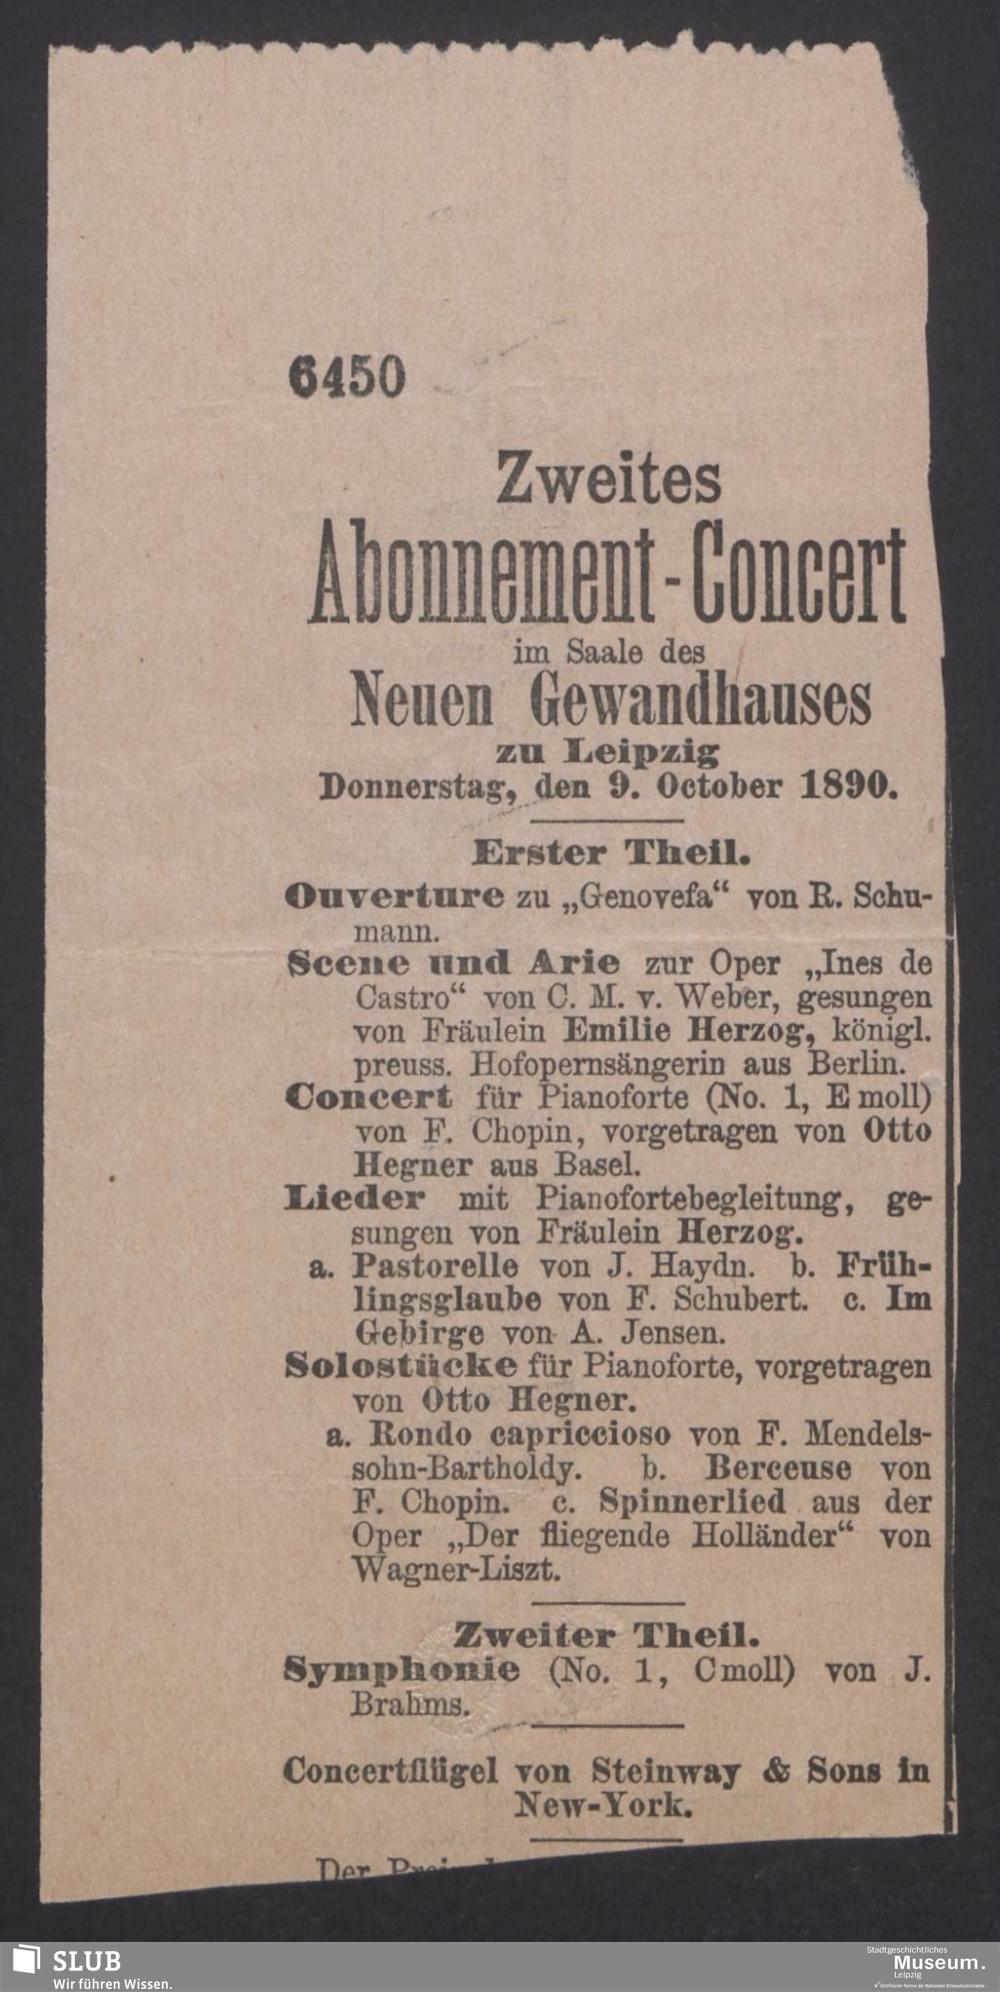 6450
Zweites
Abonnement-Concert
im Saale des
Neuen Gewandhauses
zu Leipzig
Donnerstag, den 9. October 1890.
Erster Theil.
Ouverture zu „Genovefa“ von R. Schu-
mann.
Scene und Arie zur Oper „Ines de
Castro“ von C. M. v. Weber, gesungen
von Fräulein Emilie Herzog, königl.
preuss. Hofopernsängerin aus Berlin.
Concert für Pianoforte (No. 1, E moll)
von F. Chopin, vorgetragen von Otto
Hegner aus Basel.
Lieder mit Pianofortebegleitung, ge-
sungen von Fräulein Herzog.
a. Pastorelle von J. Haydn. b. Früh-
lingsglaube von F. Schubert. c. Im
Gebirge von A. Jensen.
Solostücke für Pianoforte, vorgetragen
von Otto Hegner.
a. Rondo capriccioso von F. Mendels-
sohn-Bartholdy. b. Berceuse von
F. Chopin. c. Spinnerlied aus der
Oper „Der fliegende Holländer“ von
Wagner-Liszt.
Zweiter Theil.
Symphonie (No. 1, C moll) von J.
Brahms.
Concertflügel von Steinway & Sons in
New-York.
Der
SLUB
Wir führen Wissen.
Stadtgeschichtliches
Museum.
Leipzig